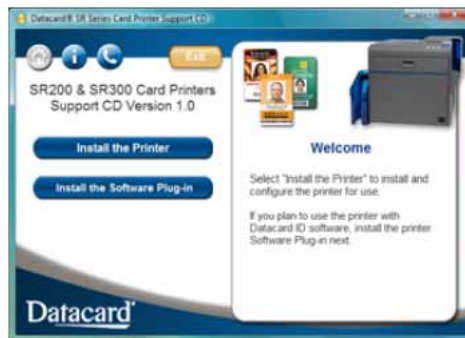 Datacard® SR Series Card Printer Support CD
Exit
SR200 & SR300 Card Printers
Support CD Version 1.0
Install the Printer
Install the Software Plug-in
Datacard®
Welcome
Select "Install the Printer" to install and
configure the printer for use.
If you plan to use the printer with
Datacard ID software, install the printer
Software Plug-in next.